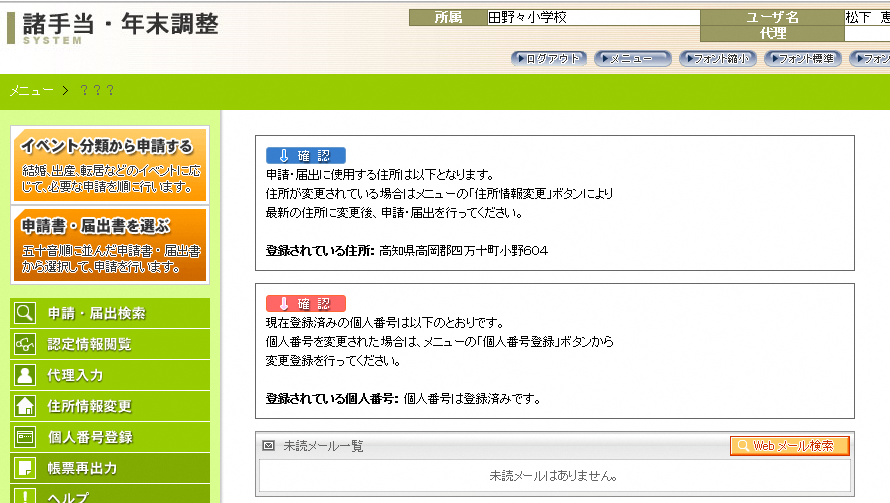 諸手当・年末調整
SYSTEM
所属 田野々小学校 ユーザ名 松下 恵
代理
ログアウト メニュー フォント縮小 フォント標準 フォン
メニュー > ？？？
イベント分類から申請する
結婚、出産、転居などのイベントに応
じて、必要な申請を順に行います。
申請書・届出書を選ぶ
五十音順に並んだ申請書・届出書
から選択して、申請を行います。
申請・届出検索
認定情報閲覧
代理入力
住所情報変更
個人番号登録
帳票再出力
ヘルプ
確認
申請・届出に使用する住所は以下となります。
住所が変更されている場合はメニューの「住所情報変更」ボタンにより
最新の住所に変更後、申請・届出を行ってください。
登録されている住所: 高知県高岡郡四万十町小野604
確認
現在登録済みの個人番号は以下のとおりです。
個人番号を変更された場合は、メニューの「個人番号登録」ボタンから
変更登録を行ってください。
登録されている個人番号: 個人番号は登録済みです。
未読メール一覧 Webメール検索
未読メールはありません。